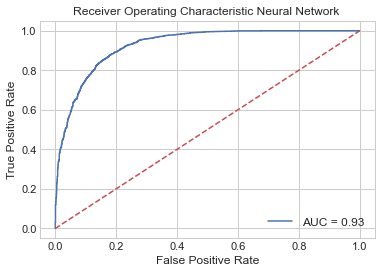 Receiver Operating Characteristic Neural Network
True Positive Rate
1.0
0.8
0.6
0.4
0.2
0.0
AUC = 0.93
0.0 0.2 0.4 0.6 0.8 1.0
False Positive Rate